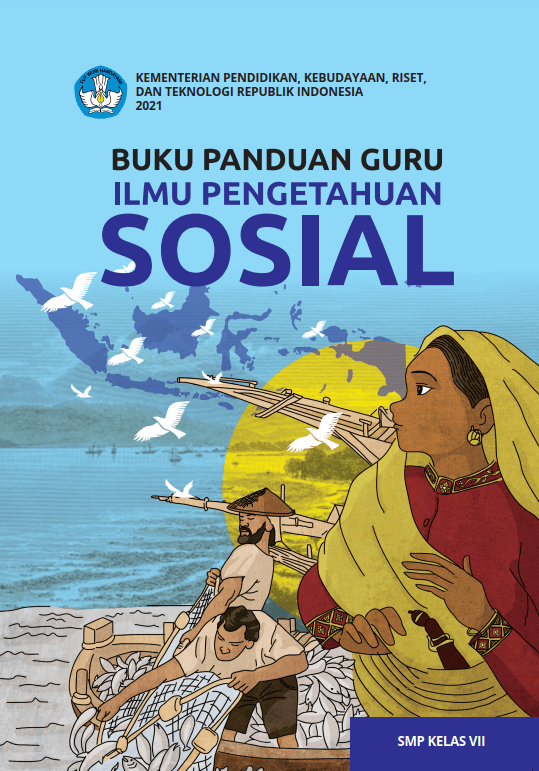 KEMENTERIAN PENDIDIKAN, KEBUDAYAAN, RISET,
DAN TEKNOLOGI REPUBLIK INDONESIA
2021
BUKU PANDUAN GURU
ILMU PENGETAHUAN
SOSIAL
SMP KELAS VII